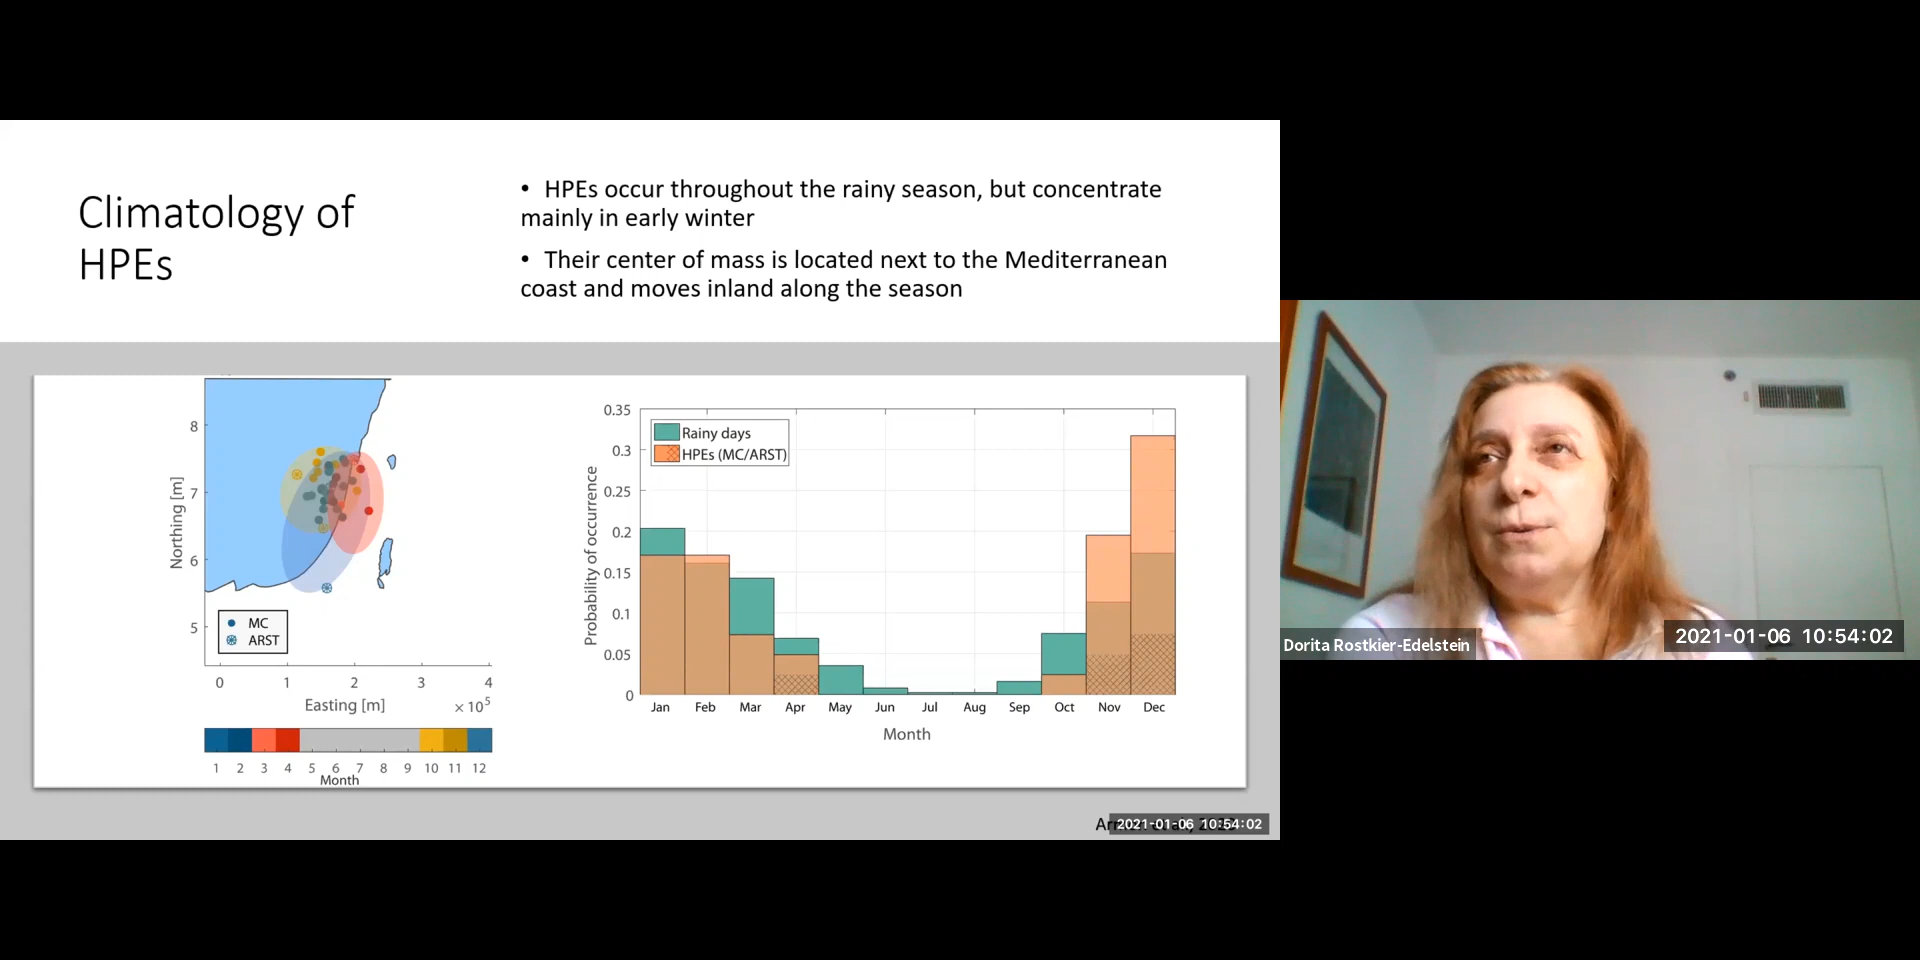 Climatology of
HPEs
• HPEs occur throughout the rainy season, but concentrate
mainly in early winter
• Their center of mass is located next to the Mediterranean
coast and moves inland along the season
8
7
6
5
Northing [m]
MC
ARST
0 1 2 3 4
Easting [m]
× 10⁵
1 2 3 4 5 6 7 8 9 10 11 12
Month
0.35
0.3
0.25
0.2
0.15
0.1
0.05
0
Probability of occurrence
Rainy days
HPEs (MC/ARST)
Jan Feb Mar Apr May Jun Jul Aug Sep Oct Nov Dec
Month
2021-01-06 10:54:02
Dorita Rostkier-Edelstein
2021-01-06 10:54:02